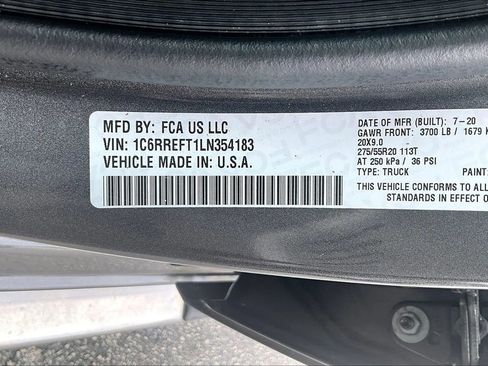 MFD BY: FCA US LLC
VIN: 1C6RREFT1LN354183
VEHICLE MADE IN: U.S.A.
DATE OF MFR (BUILT): 7-20
GAWR FRONT: 3700 LB / 1679 K
20X9.0 -
275/55R20 113T
AT 250 kPa / 36 PSI
TYPE: TRUCK PAINT:
THIS VEHICLE CONFORMS TO ALL
STANDARDS IN EFFECT O